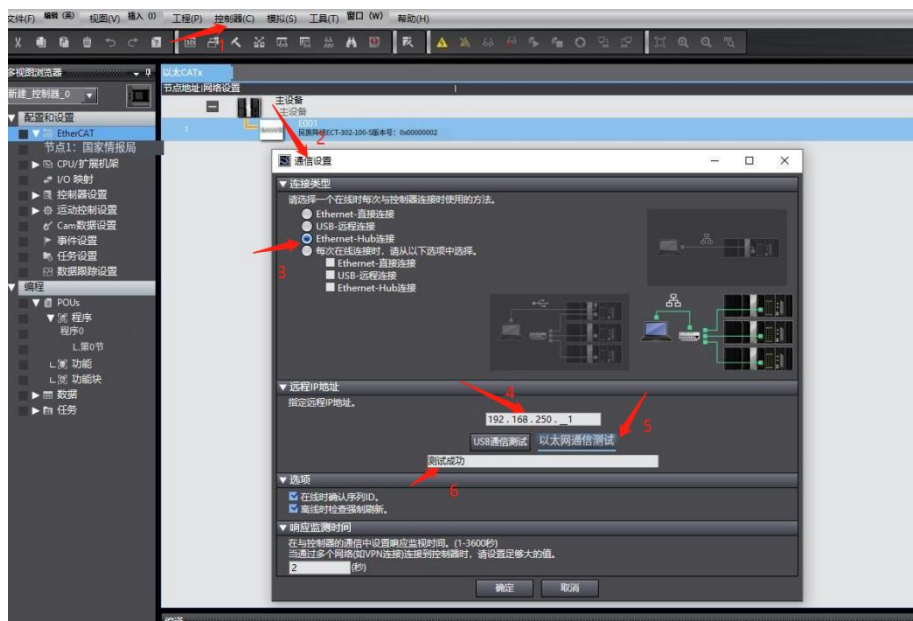 文件(F) 编辑 (英) 视图(V) 插入 (I) 工程(P) 控制器(C) 模拟(S) 工具(T) 窗口 (W) 帮助(H)
1
多视图浏览器
新建_控制器_0
配置和设置
EtherCAT
节点1：国家情报局
CPU/扩展机架
I/O 映射
控制器设置
运动控制设置
Cam数据设置
事件设置
任务设置
数据跟踪设置
编程
POUs
程序
程序0
L.第0节
功能
功能块
数据
任务
以太CATx
节点地址|网络设置
主设备
主设备
1
E001
ECT-302-100-S版本号：0x00000002
2
通信设置
连接类型
请选择一个在线时每次与控制器连接时使用的方法。
Ethernet-直接连接
USB-远程连接
Ethernet-Hub连接
3
每次在线连接时，请从以下选项中选择。
Ethernet-直接连接
USB-远程连接
Ethernet-Hub连接
远程IP地址
指定远程IP地址。
4
192.168.250.__1
5
USB通信测试 以太网通信测试
测试成功
6
选项
在线时确认序列ID。
离线时检查强制刷新。
响应监测时间
在与控制器的通信中设置响应监视时间。(1-3600秒)
当通过多个网络(如VPN连接)连接到控制器时，请设置足够大的值。
2 (秒)
确定 取消